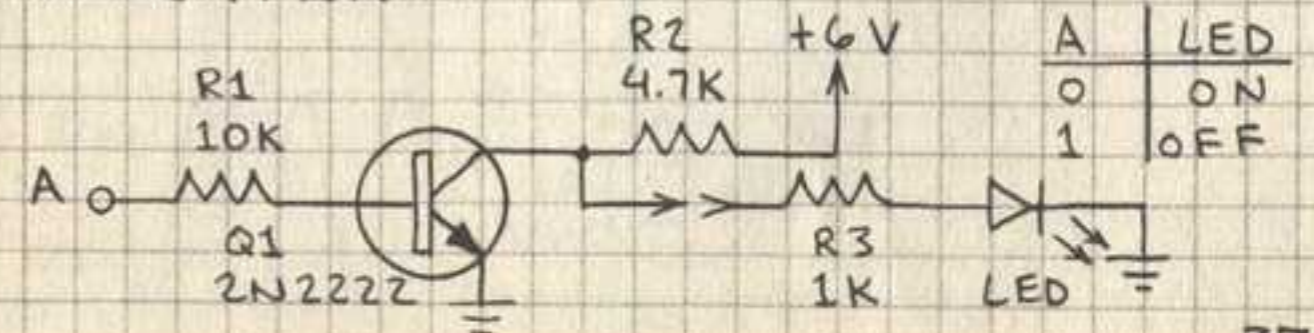 R2 +6V A LED
R1 4.7K 0 ON
10K 1 OFF
A
Q1 R3
2N2222 1K LED